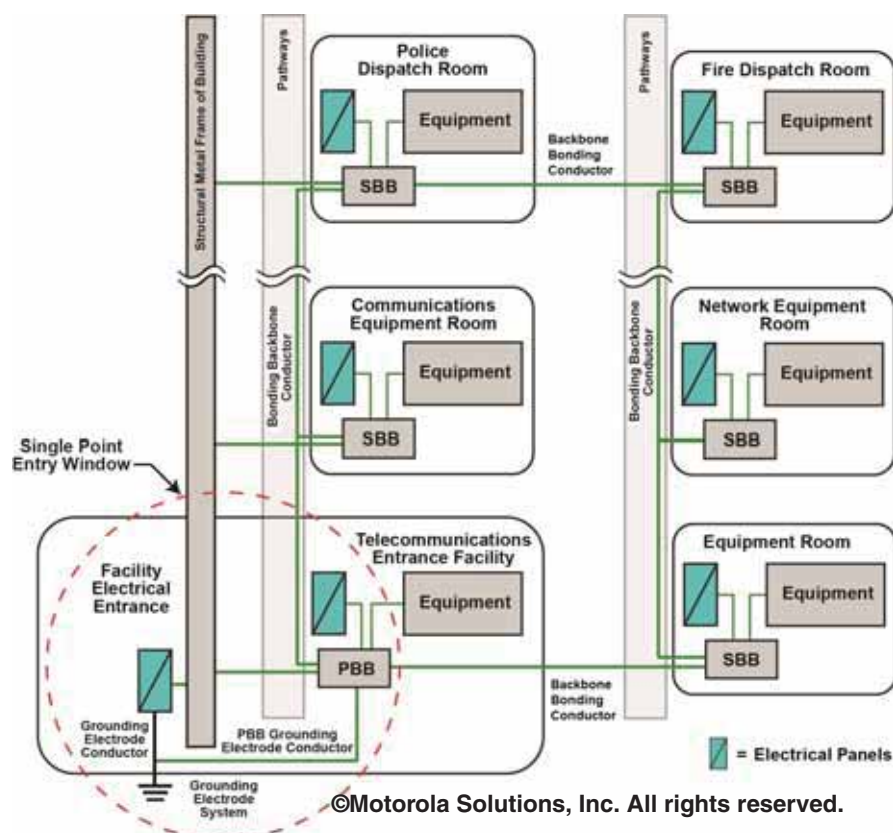 Structural Metal Frame of Building
Pathways
Police
Dispatch Room
Equipment
SBB
Backbone
Bonding
Conductor
Pathways
Fire Dispatch Room
Equipment
SBB
Communications
Equipment Room
Equipment
SBB
Bonding Backbone
Conductor
Network Equipment
Room
Equipment
SBB
Bonding Backbone
Conductor
Single Point
Entry Window
Facility
Electrical
Entrance
Telecommunications
Entrance Facility
Equipment
PBB
Equipment Room
Equipment
SBB
Backbone
Bonding
Conductor
Grounding
Electrode
Conductor
PBB Grounding
Electrode Conductor
Grounding
Electrode
System
= Electrical Panels
©Motorola Solutions, Inc. All rights reserved.